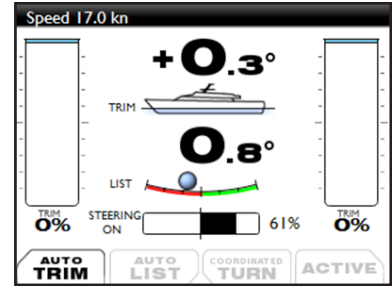 Speed 17.0 kn
+0.3°
TRIM
0.8°
LIST
TRIM
0%
STEERING
ON
61%
TRIM
0%
AUTO
TRIM
AUTO
LIST
COORDINATED
TURN
ACTIVE